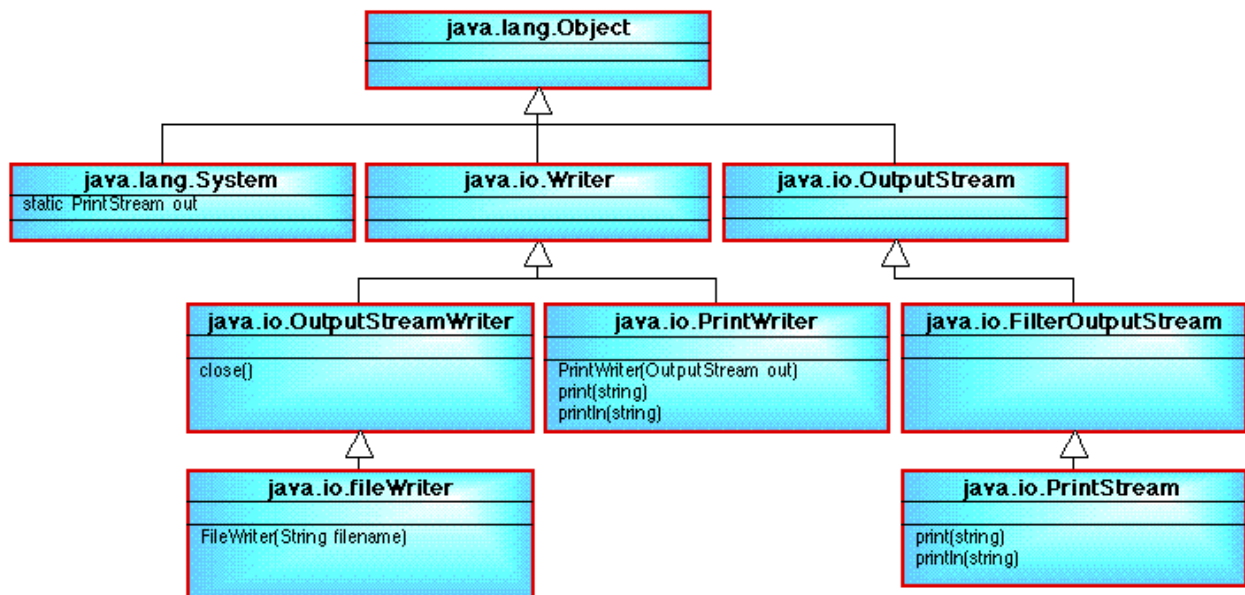 java.lang.Object
java.lang.System
static PrintStream out
java.io.Writer
java.io.OutputStream
java.io.OutputStreamWriter
close()
java.io.PrintWriter
PrintWriter(OutputStream out)
print(string)
println(string)
java.io.FilterOutputStream
java.io.fileWriter
FileWriter(String filename)
java.io.PrintStream
print(string)
println(string)